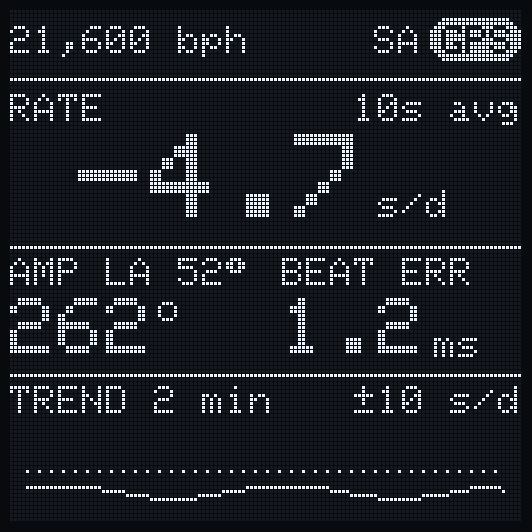 21,600 bph SA GPS
RATE 10s avg
-4.7 s/d
AMP LA 52° BEAT ERR
262° 1.2 ms
TREND 2 min ±10 s/d